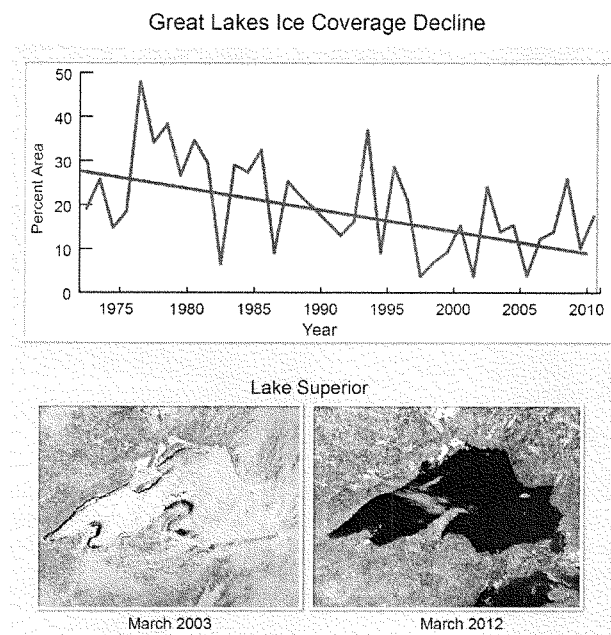 Great Lakes Ice Coverage Decline
50
40
30
20
10
0
Percent Area
1975 1980 1985 1990 1995 2000 2005 2010
Year
Lake Superior
March 2003 March 2012